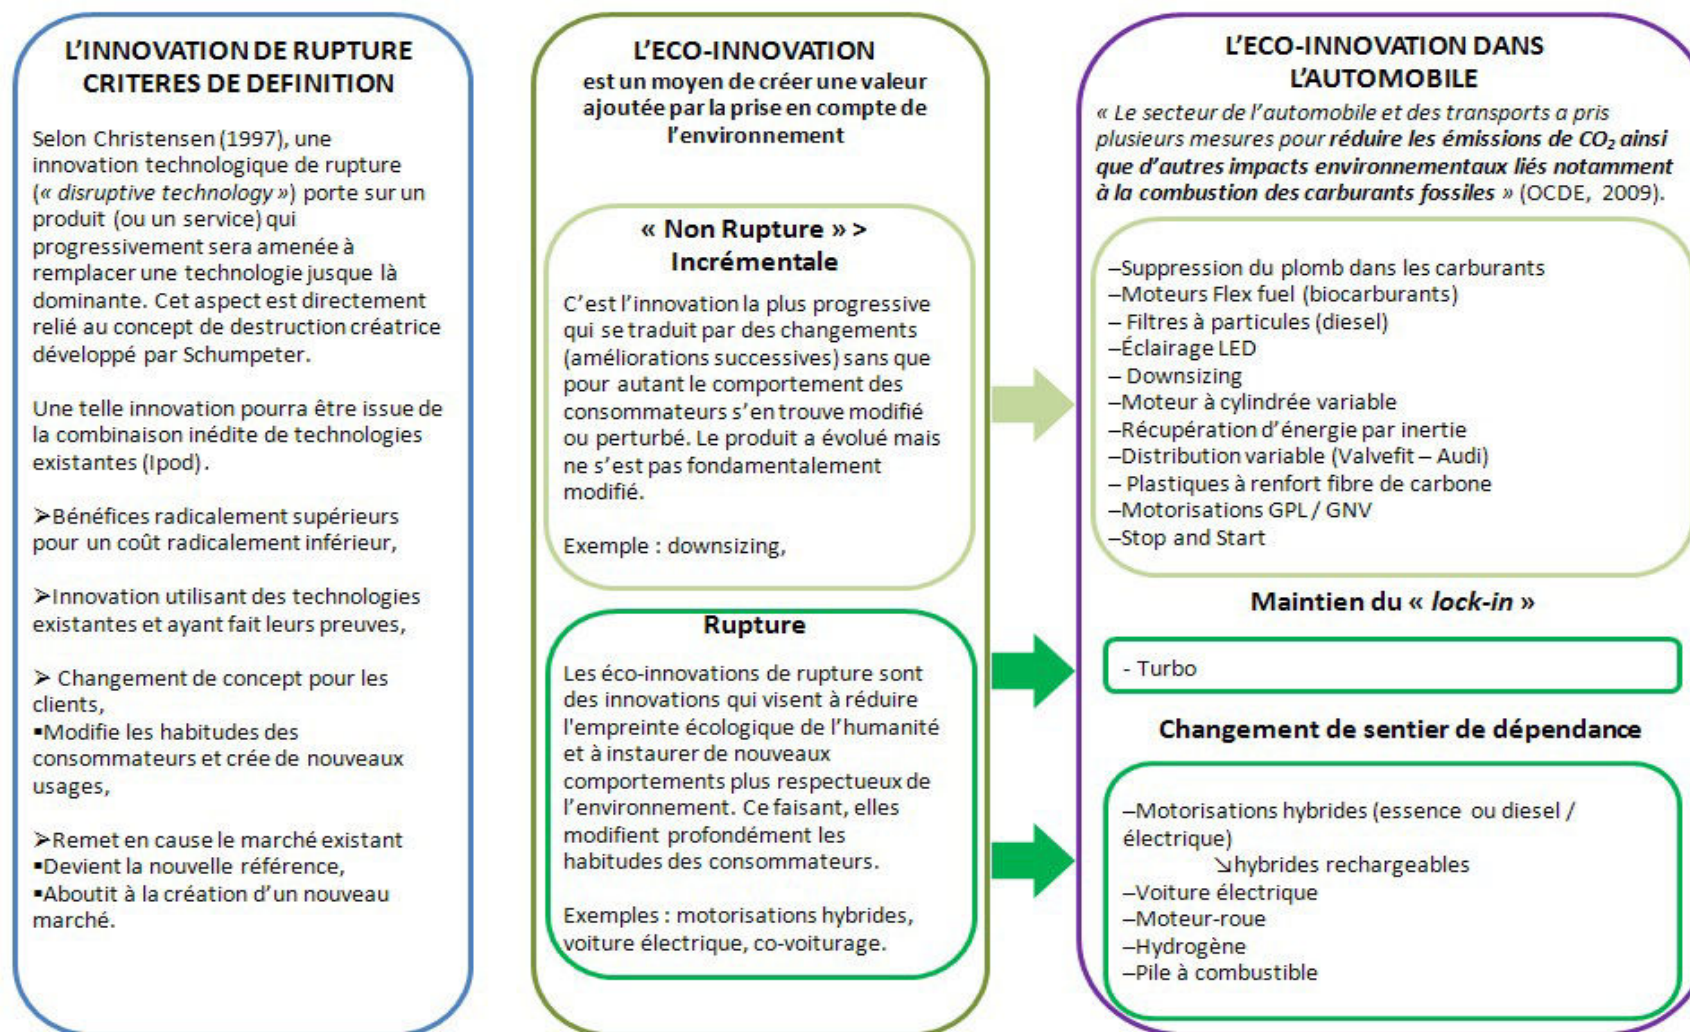 L'INNOVATION DE RUPTURE
CRITERES DE DEFINITION
Selon Christensen (1997), une
innovation technologique de rupture
(« disruptive technology ») porte sur un
produit (ou un service) qui
progressivement sera amenée à
remplacer une technologie jusque là
dominante. Cet aspect est directement
relié au concept de destruction créatrice
développé par Schumpeter.
Une telle innovation pourra être issue de
la combinaison inédite de technologies
existantes (Ipod).
➢Bénéfices radicalement supérieurs
pour un coût radicalement inférieur,
➢Innovation utilisant des technologies
existantes et ayant fait leurs preuves,
➢ Changement de concept pour les
clients,
▪Modifie les habitudes des
consommateurs et crée de nouveaux
usages,
➢Remet en cause le marché existant
▪Devient la nouvelle référence,
▪Aboutit à la création d'un nouveau
marché.
L'ECO-INNOVATION
est un moyen de créer une valeur
ajoutée par la prise en compte de
l'environnement
« Non Rupture » >
Incrémentale
C'est l'innovation la plus progressive
qui se traduit par des changements
(améliorations successives) sans que
pour autant le comportement des
consommateurs s'en trouve modifié
ou perturbé. Le produit a évolué mais
ne s'est pas fondamentalement
modifié.
Exemple : downsizing,
Rupture
Les éco-innovations de rupture sont
des innovations qui visent à réduire
l'empreinte écologique de l'humanité
et à instaurer de nouveaux
comportements plus respectueux de
l'environnement. Ce faisant, elles
modifient profondément les
habitudes des consommateurs.
Exemples : motorisations hybrides,
voiture électrique, co-voiturage.
L'ECO-INNOVATION DANS
L'AUTOMOBILE
« Le secteur de l'automobile et des transports a pris
plusieurs mesures pour réduire les émissions de CO₂ ainsi
que d'autres impacts environnementaux liés notamment
à la combustion des carburants fossiles » (OCDE, 2009).
–Suppression du plomb dans les carburants
–Moteurs Flex fuel (biocarburants)
– Filtres à particules (diesel)
–Éclairage LED
– Downsizing
–Moteur à cylindrée variable
–Récupération d'énergie par inertie
–Distribution variable (Valvefit – Audi)
– Plastiques à renfort fibre de carbone
–Motorisations GPL / GNV
–Stop and Start
Maintien du « lock-in »
- Turbo
Changement de sentier de dépendance
–Motorisations hybrides (essence ou diesel /
électrique)
↘hybrides rechargeables
–Voiture électrique
–Moteur-roue
–Hydrogène
–Pile à combustible